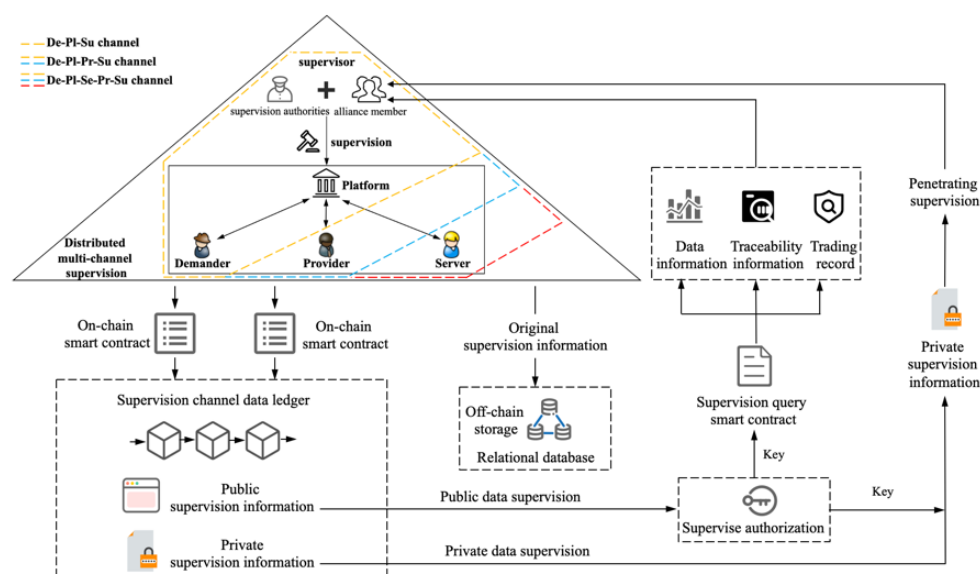 De-Pl-Su channel
De-Pl-Pr-Su channel
De-Pl-Se-Pr-Su channel
supervisor
supervision authorities
alliance member
supervision
Platform
Demander
Provider
Server
Distributed
multi-channel
supervision
Data
information
Traceability
information
Trading
record
Penetrating
supervision
On-chain
smart contract
On-chain
smart contract
Original
supervision information
Private
supervision
information
Supervision query
smart contract
Supervision channel data ledger
Off-chain
storage
Relational database
Key
Public
supervision information
Public data supervision
Supervise authorization
Key
Private
supervision information
Private data supervision